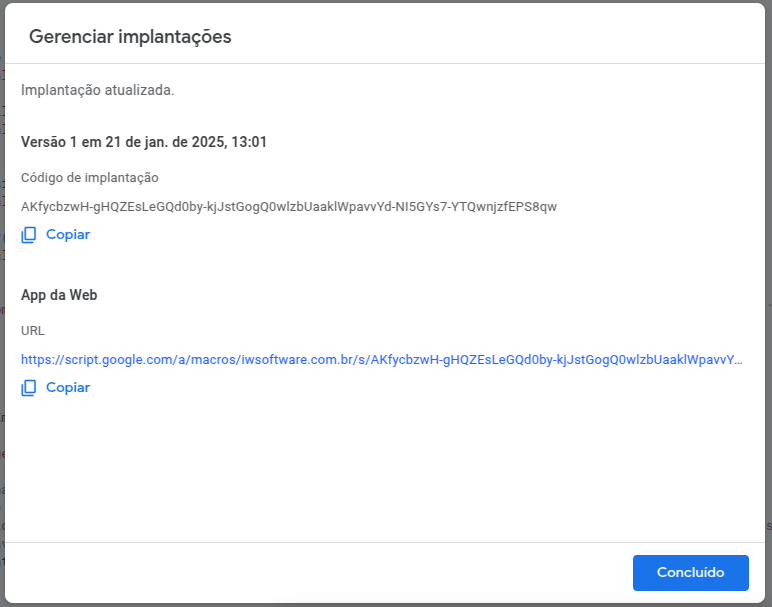 Gerenciar implantações
Implantação atualizada.
Versão 1 em 21 de jan. de 2025, 13:01
Código de implantação
AKfycbzwH-gHQZEsLeGQd0by-kjJstGogQ0wlzbUaaklWpavvYd-NI5GYs7-YTQwnjzfEPS8qw
Copiar
App da Web
URL
https://script.google.com/a/macros/iwsoftware.com.br/s/AKfycbzwH-gHQZEsLeGQd0by-kjJstGogQ0wlzbUaaklWpavvY...
Copiar
Concluído